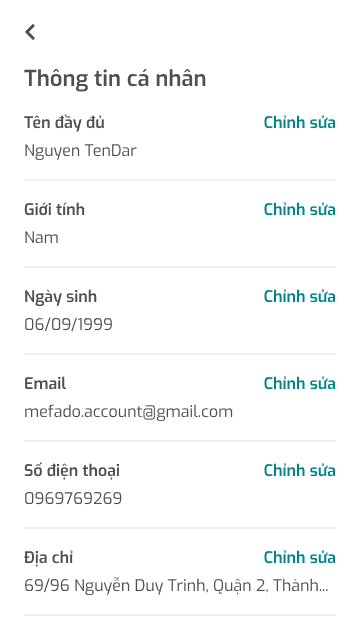 Thông tin cá nhân
Tên đầy đủ Chỉnh sửa
Nguyen TenDar
Giới tính Chỉnh sửa
Nam
Ngày sinh Chỉnh sửa
06/09/1999
Email Chỉnh sửa
mefado.account@gmail.com
Số điện thoại Chỉnh sửa
0969769269
Địa chỉ Chỉnh sửa
69/96 Nguyễn Duy Trinh, Quận 2, Thành...